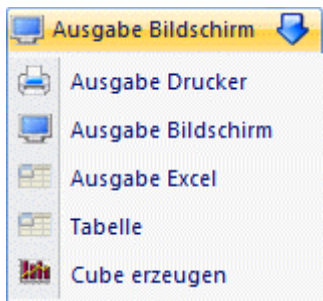 Ausgabe Bildschirm
Ausgabe Drucker
Ausgabe Bildschirm
Ausgabe Excel
Tabelle
Cube erzeugen